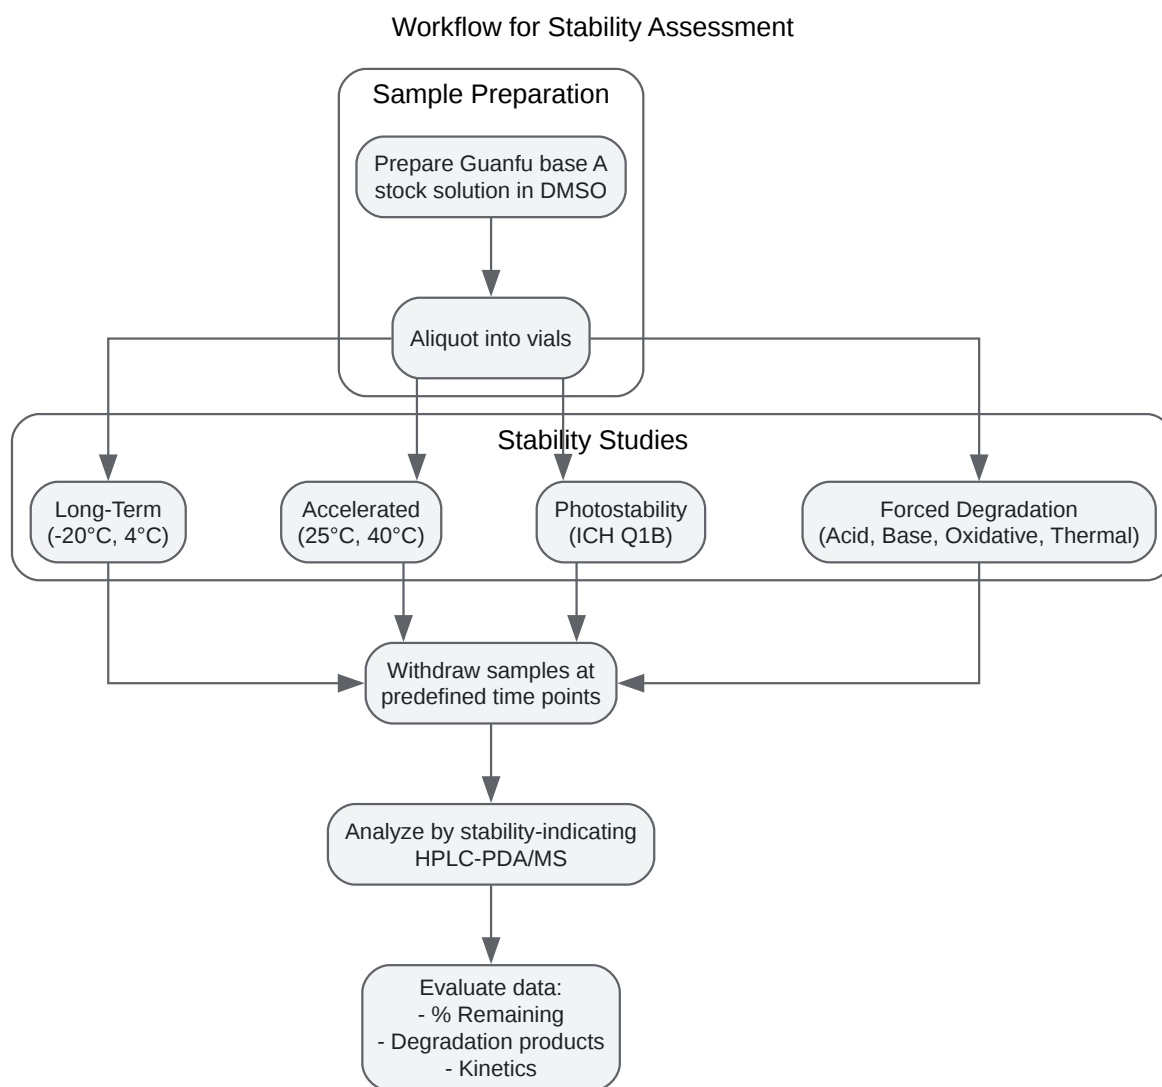 Workflow for Stability Assessment
Sample Preparation
Prepare Guanfu base A
stock solution in DMSO
Aliquot into vials
Stability Studies
Long-Term
(-20°C, 4°C)
Accelerated
(25°C, 40°C)
Photostability
(ICH Q1B)
Forced Degradation
(Acid, Base, Oxidative, Thermal)
Withdraw samples at
predefined time points
Analyze by stability-indicating
HPLC-PDA/MS
Evaluate data:
- % Remaining
- Degradation products
- Kinetics